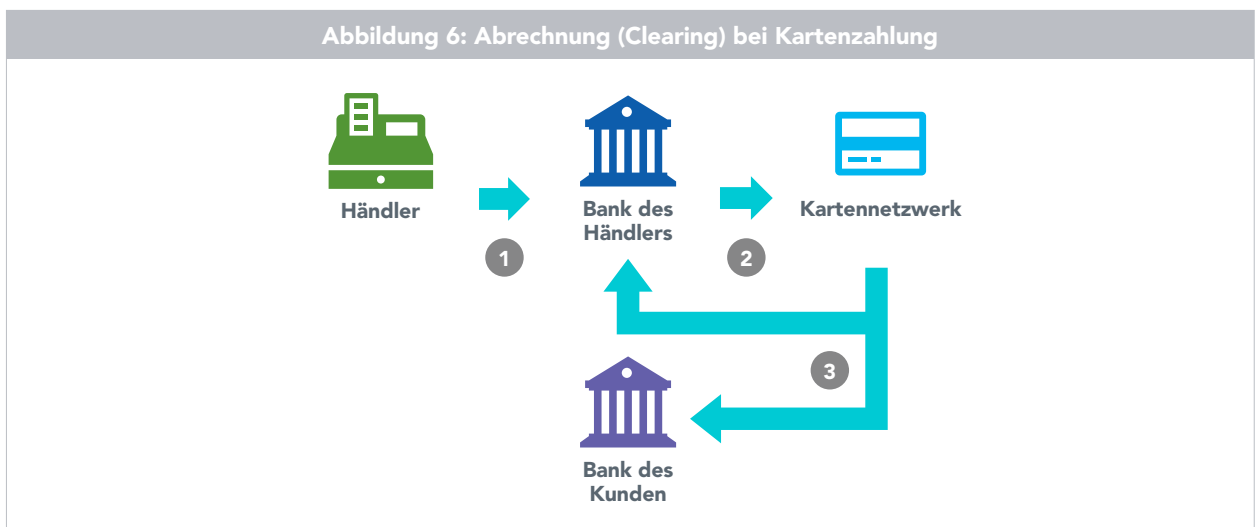 Abbildung 6: Abrechnung (Clearing) bei Kartenzahlung
Händler
Bank des
Händlers
Kartennetzwerk
1
2
3
Bank des
Kunden